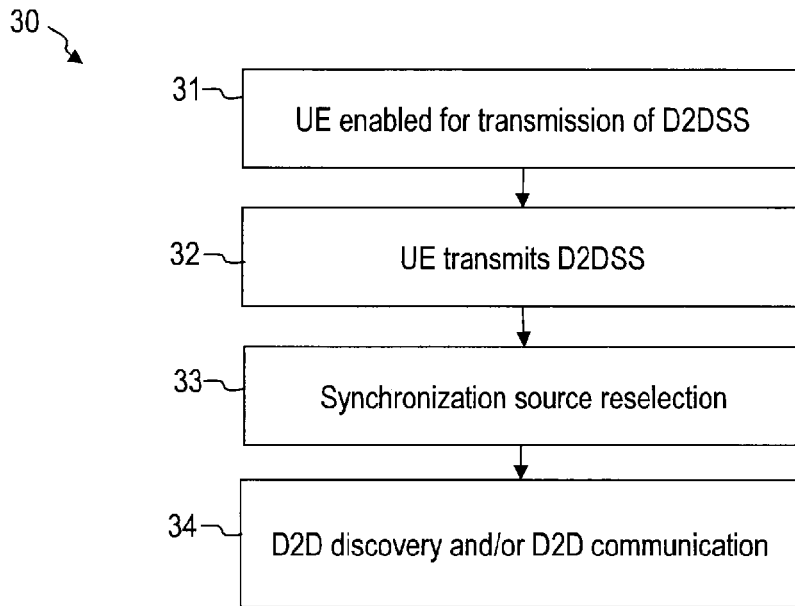 30
31
UE enabled for transmission of D2DSS
32
UE transmits D2DSS
33
Synchronization source reselection
34
D2D discovery and/or D2D communication